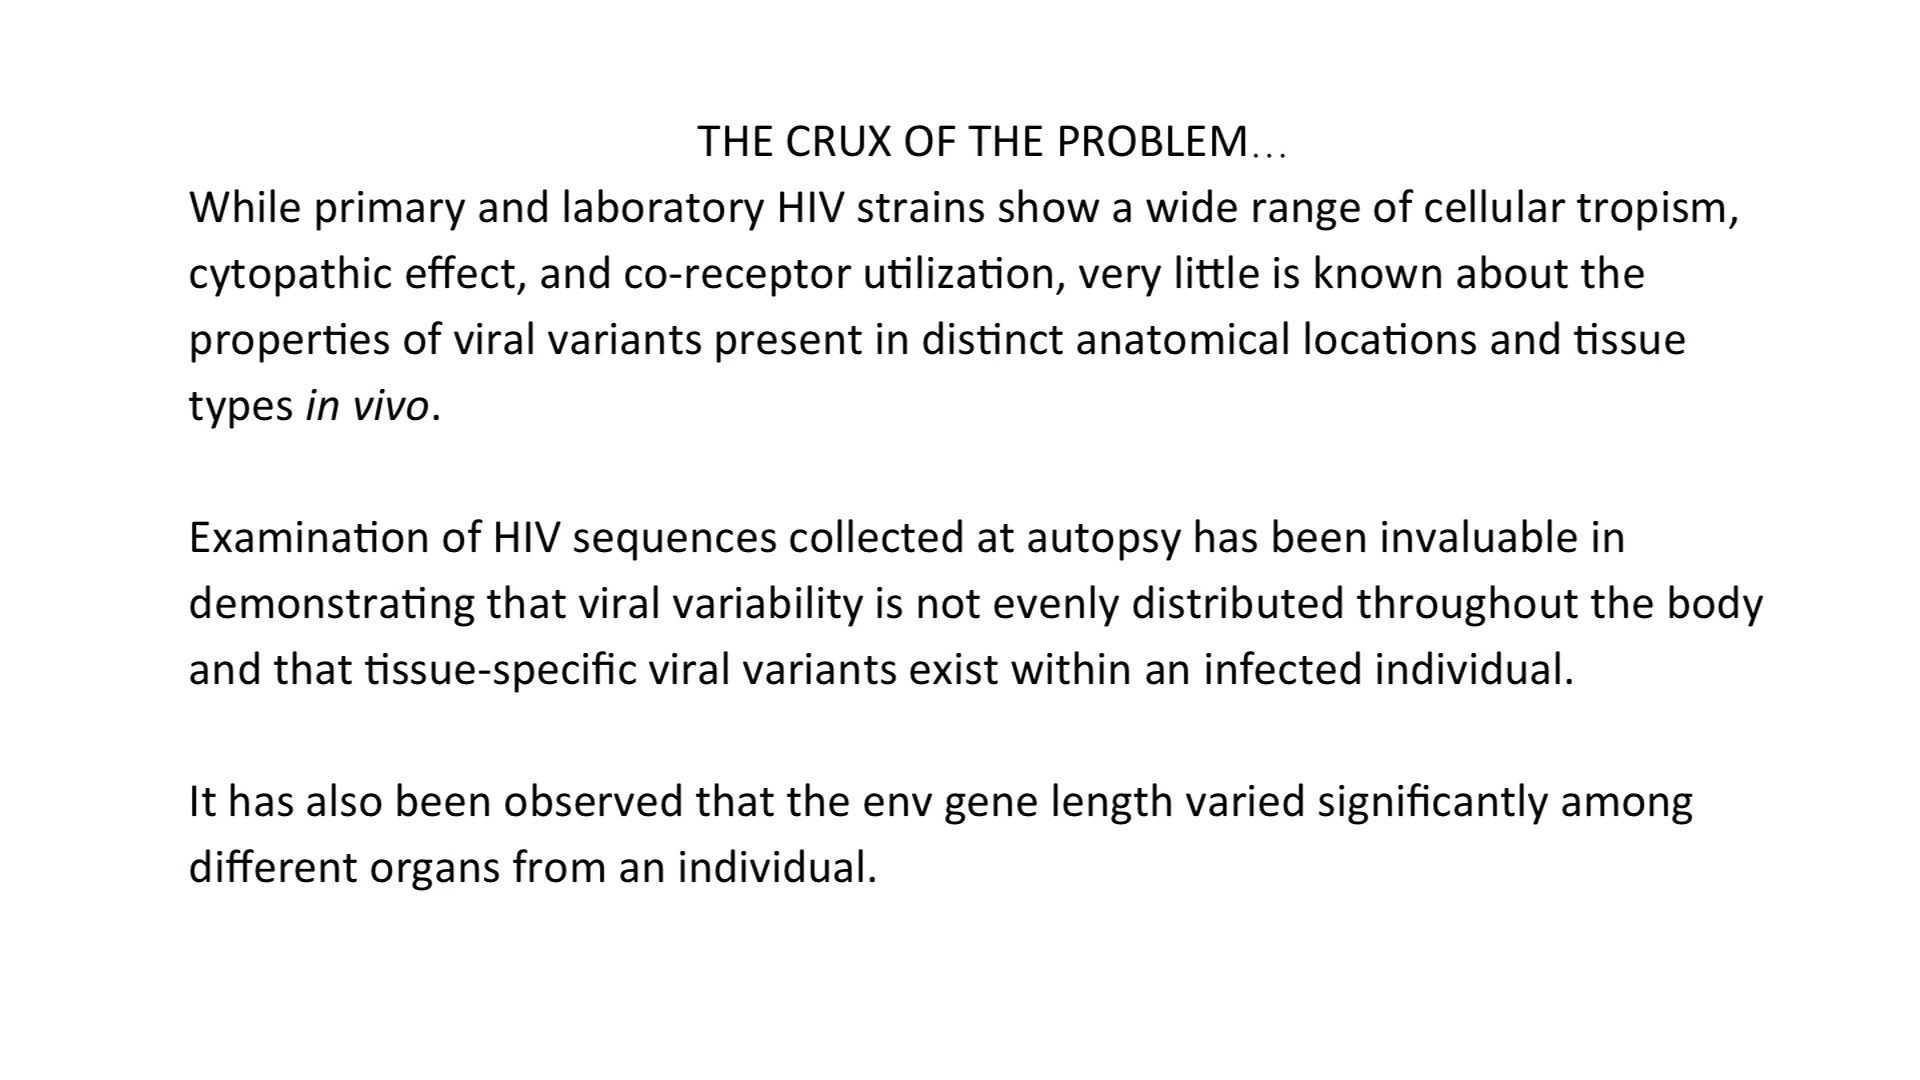 THE CRUX OF THE PROBLEM…
While primary and laboratory HIV strains show a wide range of cellular tropism,
cytopathic effect, and co-receptor utilization, very little is known about the
properties of viral variants present in distinct anatomical locations and tissue
types in vivo.
Examination of HIV sequences collected at autopsy has been invaluable in
demonstrating that viral variability is not evenly distributed throughout the body
and that tissue-specific viral variants exist within an infected individual.
It has also been observed that the env gene length varied significantly among
different organs from an individual.